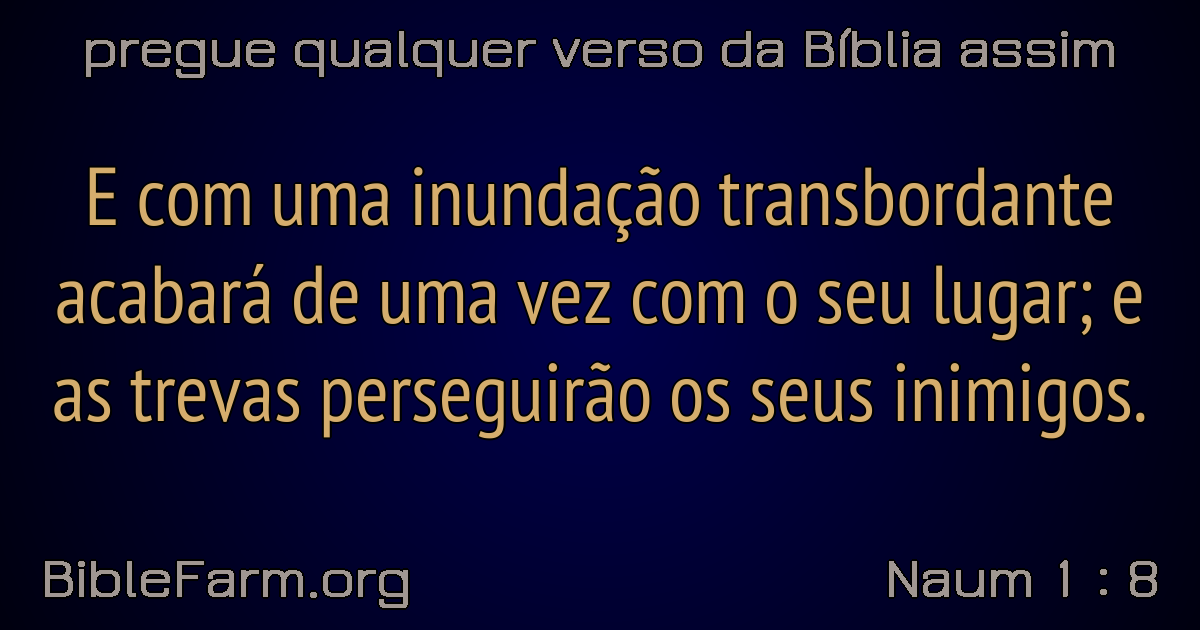 pregue qualquer verso da Bíblia assim
E com uma inundação transbordante
acabará de uma vez com o seu lugar; e
as trevas perseguirão os seus inimigos.
BibleFarm.org
Naum 1 : 8